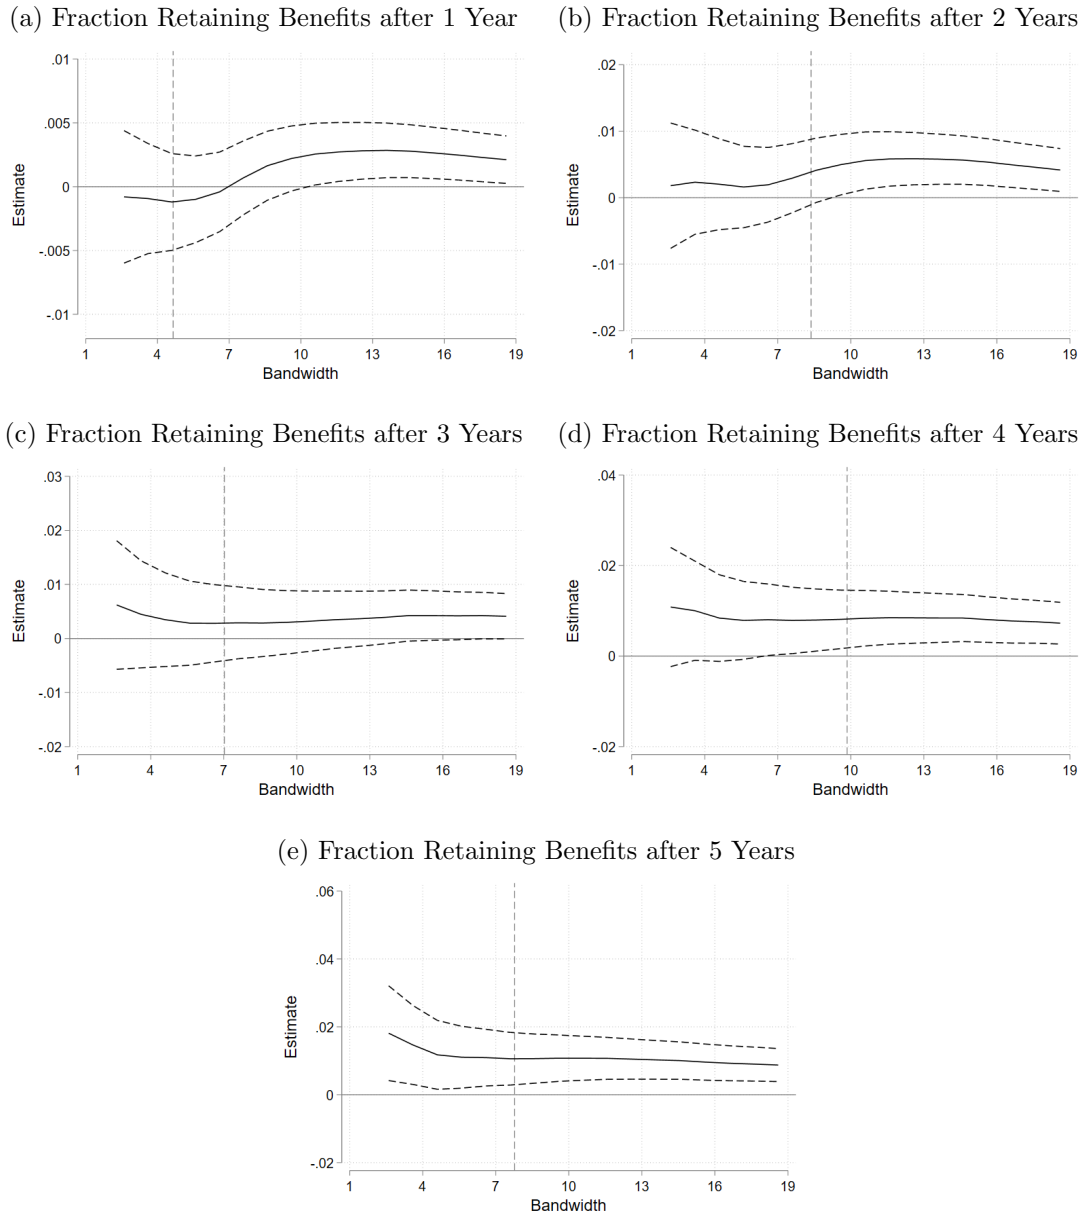 (a) Fraction Retaining Benefits after 1 Year
(b) Fraction Retaining Benefits after 2 Years
.01
.005
0
-.005
-.01
Estimate
1 4 7 10 13 16 19
Bandwidth
.02
.01
0
-.01
-.02
Estimate
1 4 7 10 13 16 19
Bandwidth
(c) Fraction Retaining Benefits after 3 Years
(d) Fraction Retaining Benefits after 4 Years
.03
.02
.01
0
-.01
-.02
Estimate
1 4 7 10 13 16 19
Bandwidth
.04
.02
0
-.02
Estimate
1 4 7 10 13 16 19
Bandwidth
(e) Fraction Retaining Benefits after 5 Years
.06
.04
.02
0
-.02
Estimate
1 4 7 10 13 16 19
Bandwidth